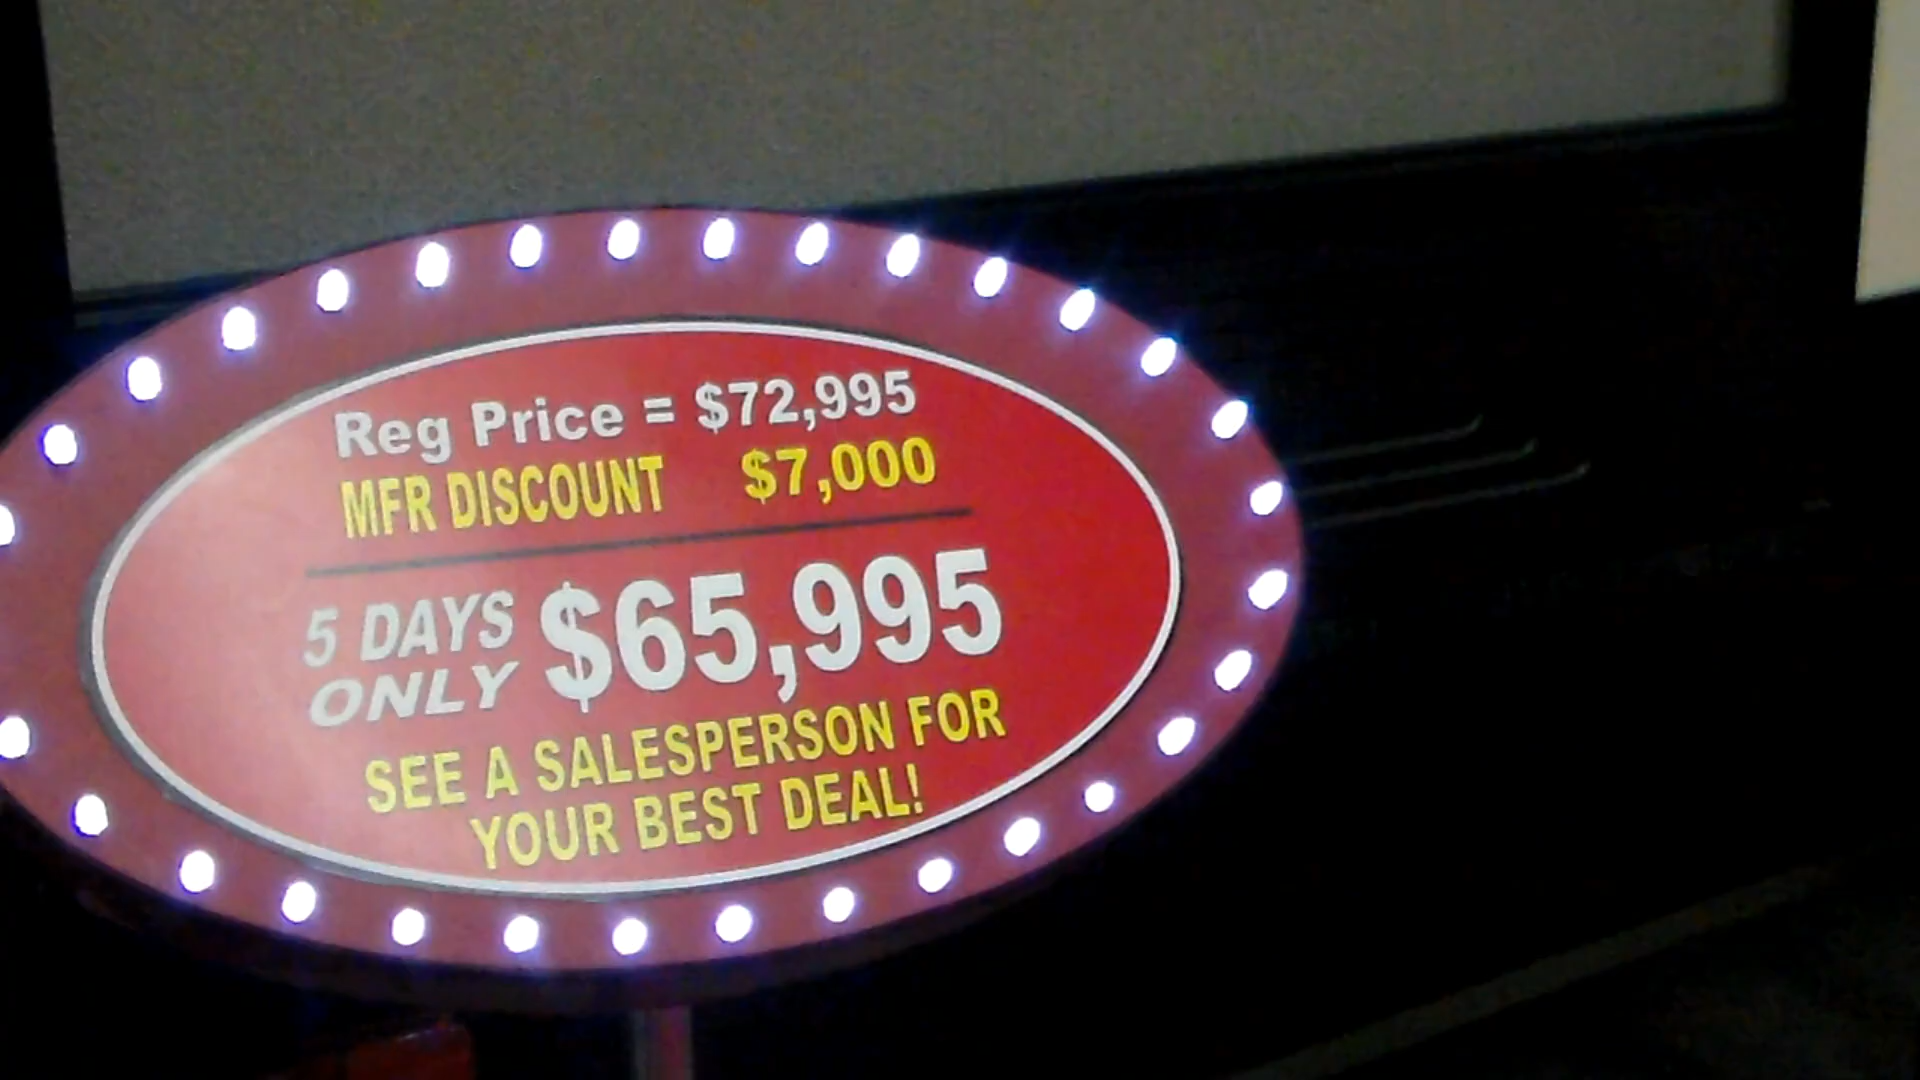 Reg Price = $72,995
MFR DISCOUNT $7,000
5 DAYS ONLY $65,995
SEE A SALESPERSON FOR
YOUR BEST DEAL!